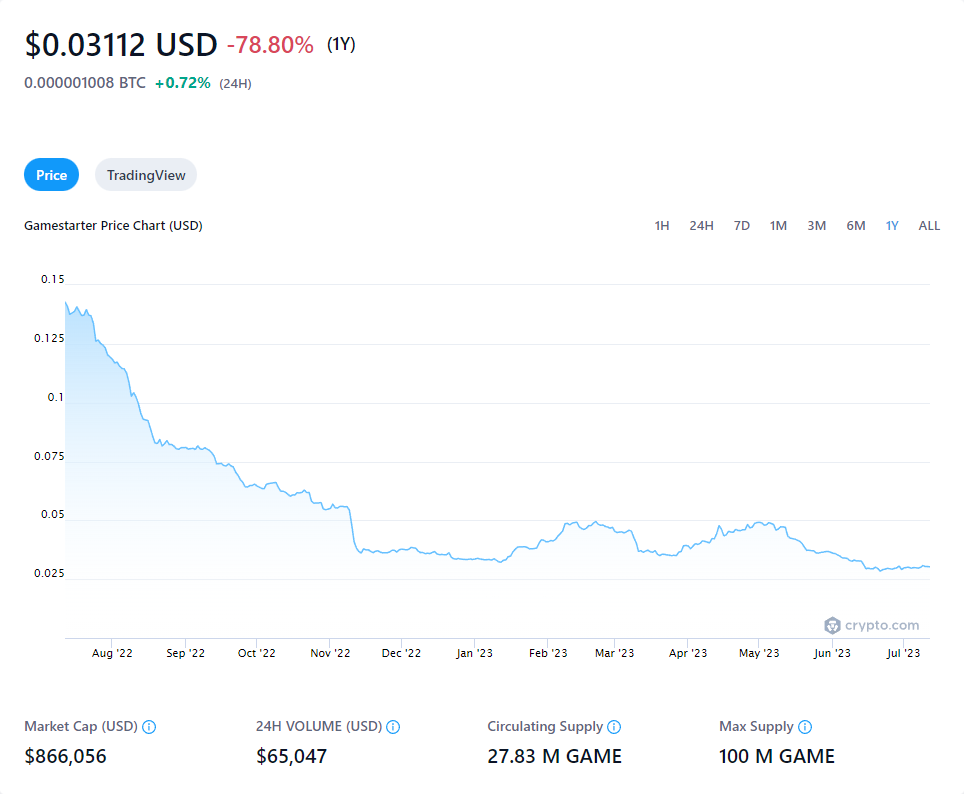 $0.03112 USD -78.80% (1Y)
0.000001008 BTC +0.72% (24H)
Price TradingView
Gamestarter Price Chart (USD) 1H 24H 7D 1M 3M 6M 1Y ALL
0.15
0.125
0.1
0.075
0.05
0.025
crypto.com
Aug '22 Sep '22 Oct '22 Nov '22 Dec '22 Jan '23 Feb '23 Mar '23 Apr '23 May '23 Jun '23 Jul '23
Market Cap (USD) 24H VOLUME (USD) Circulating Supply Max Supply
$866,056 $65,047 27.83 M GAME 100 M GAME